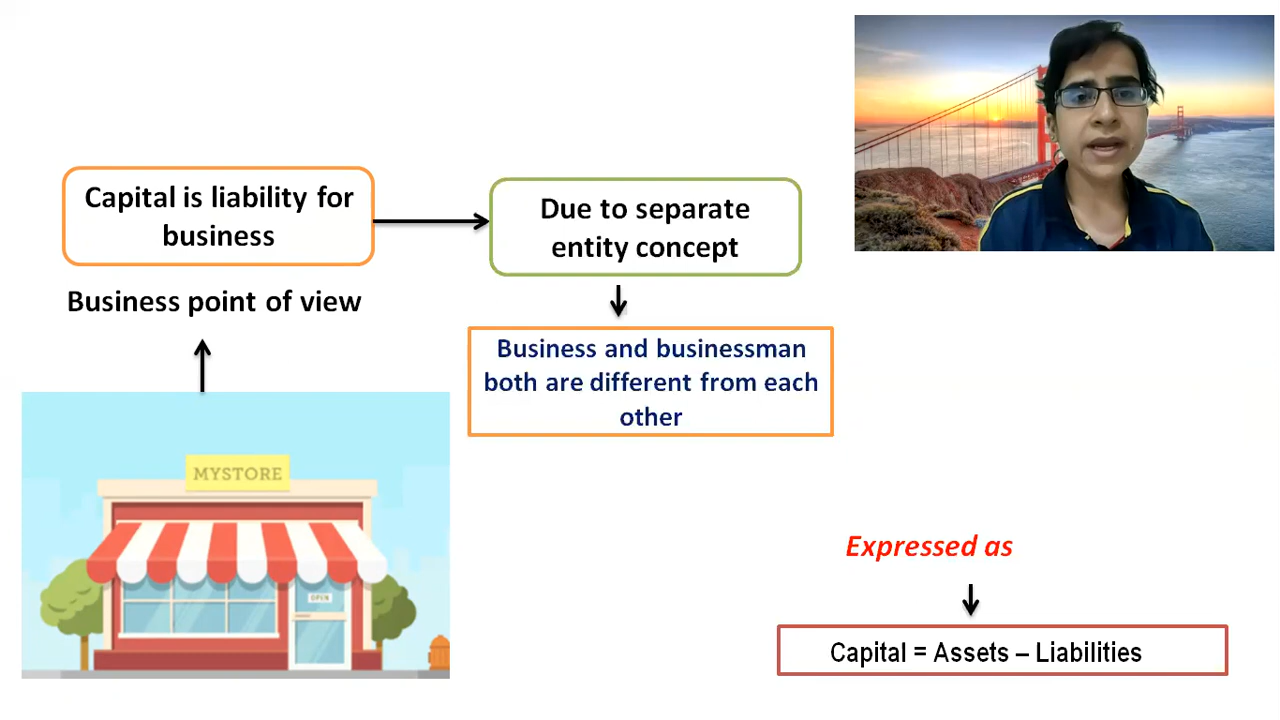 Capital is liability for
business
Due to separate
entity concept
Business point of view
Business and businessman
both are different from each
other
MYSTORE
OPEN
Expressed as
Capital = Assets – Liabilities